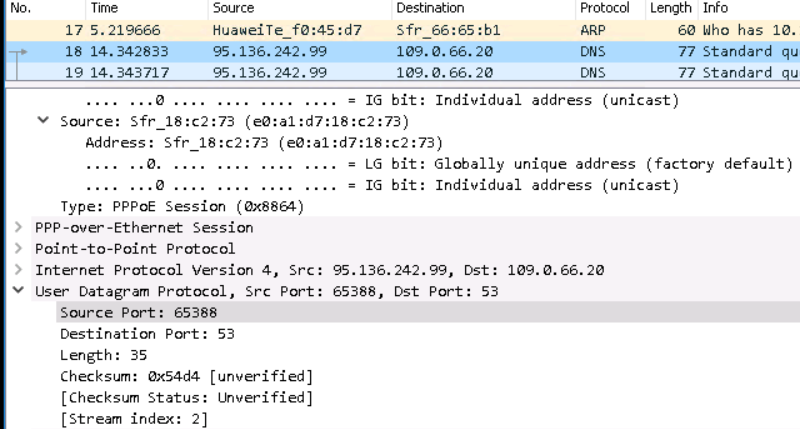 No. Time Source Destination Protocol Length Info
17 5.219666 HuaweiTe_f0:45:d7 Sfr_66:65:b1 ARP 60 Who has 10.
18 14.342833 95.136.242.99 109.0.66.20 DNS 77 Standard qu
19 14.343717 95.136.242.99 109.0.66.20 DNS 77 Standard qu
.... ...0 .... .... .... .... = IG bit: Individual address (unicast)
Source: Sfr_18:c2:73 (e0:a1:d7:18:c2:73)
Address: Sfr_18:c2:73 (e0:a1:d7:18:c2:73)
.... ..0. .... .... .... .... = LG bit: Globally unique address (factory default)
.... ...0 .... .... .... .... = IG bit: Individual address (unicast)
Type: PPPoE Session (0x8864)
PPP-over-Ethernet Session
Point-to-Point Protocol
Internet Protocol Version 4, Src: 95.136.242.99, Dst: 109.0.66.20
User Datagram Protocol, Src Port: 65388, Dst Port: 53
Source Port: 65388
Destination Port: 53
Length: 35
Checksum: 0x54d4 [unverified]
[Checksum Status: Unverified]
[Stream index: 2]